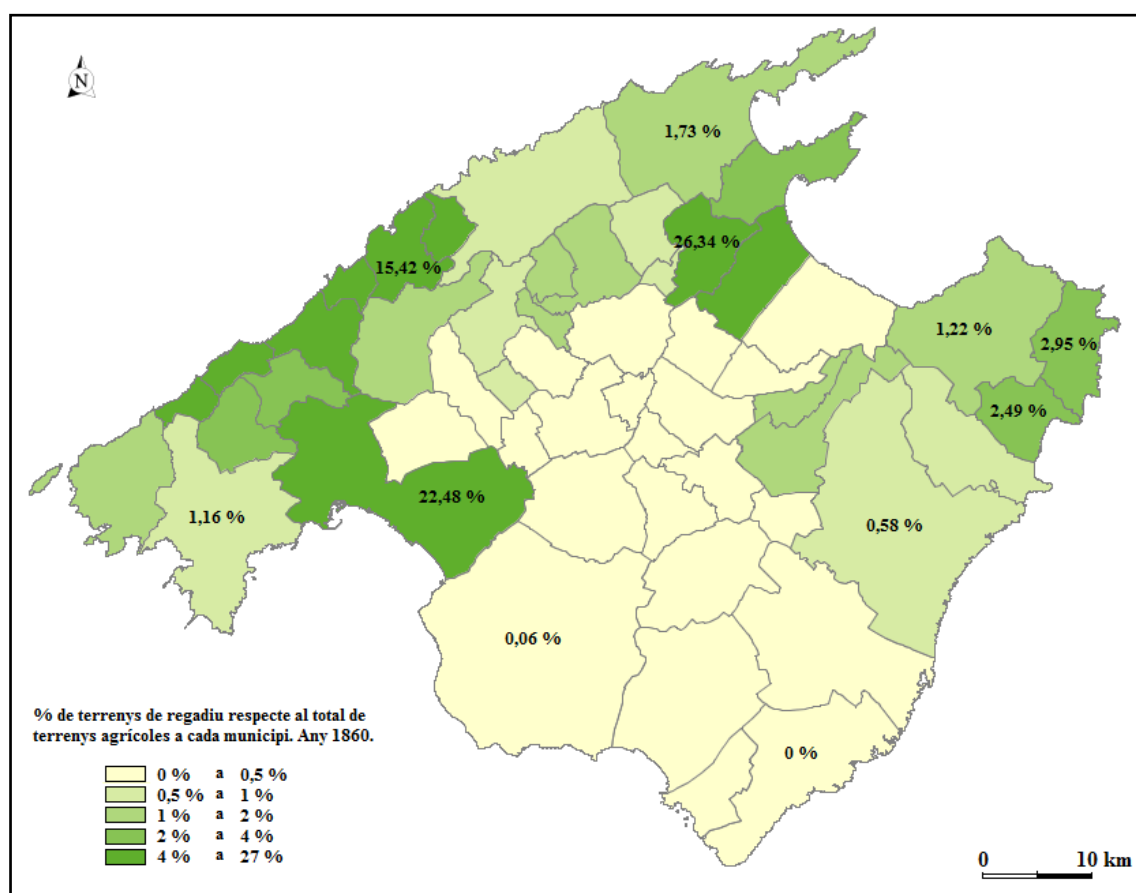 N
1,73 %
26,34 %
15,42 %
1,22 %
2,95 %
2,49 %
22,48 %
1,16 %
0,58 %
0,06 %
0 %
% de terrenys de regadiu respecte al total de
terrenys agrícoles a cada municipi. Any 1860.
0 % a 0,5 %
0,5 % a 1 %
1 % a 2 %
2 % a 4 %
4 % a 27 %
0 10 km